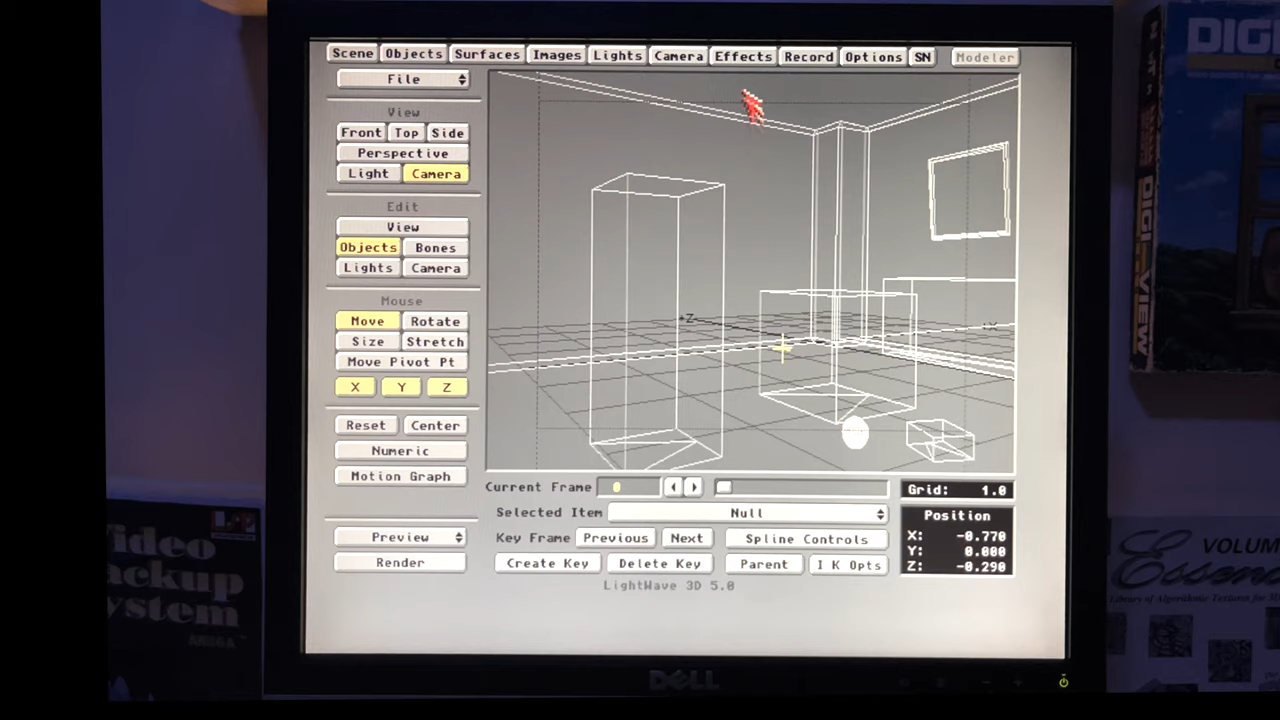 Scene Objects Surfaces Images Lights Camera Effects Record Options SN Modeler
File
View
Front Top Side
Perspective
Light Camera
Edit
View
Objects Bones
Lights Camera
Mouse
Move Rotate
Size Stretch
Move Pivot Pt
X Y Z
Reset Center
Numeric
Motion Graph
Preview
Render
-Z
+X
Current Frame 0
Grid: 1.0
Selected Item Null
Position
X: -0.770
Y: 0.000
Z: -0.290
Key Frame Previous Next Spline Controls
Create Key Delete Key Parent I K Opts
LightWave 3D 5.0
DELL
Video
Backup
System
AMIGA
DIGI
DIGI-VIEW
VOLUM
Essen
Library of Algorithmic Textures for